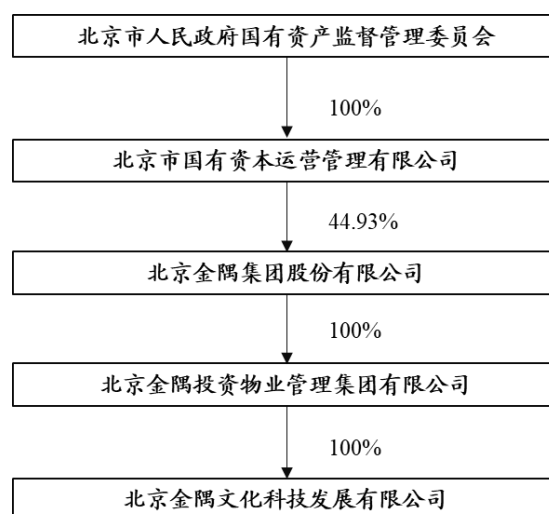 北京市人民政府国有资产监督管理委员会
100%
北京市国有资本运营管理有限公司
44.93%
北京金隅集团股份有限公司
100%
北京金隅投资物业管理集团有限公司
100%
北京金隅文化科技发展有限公司